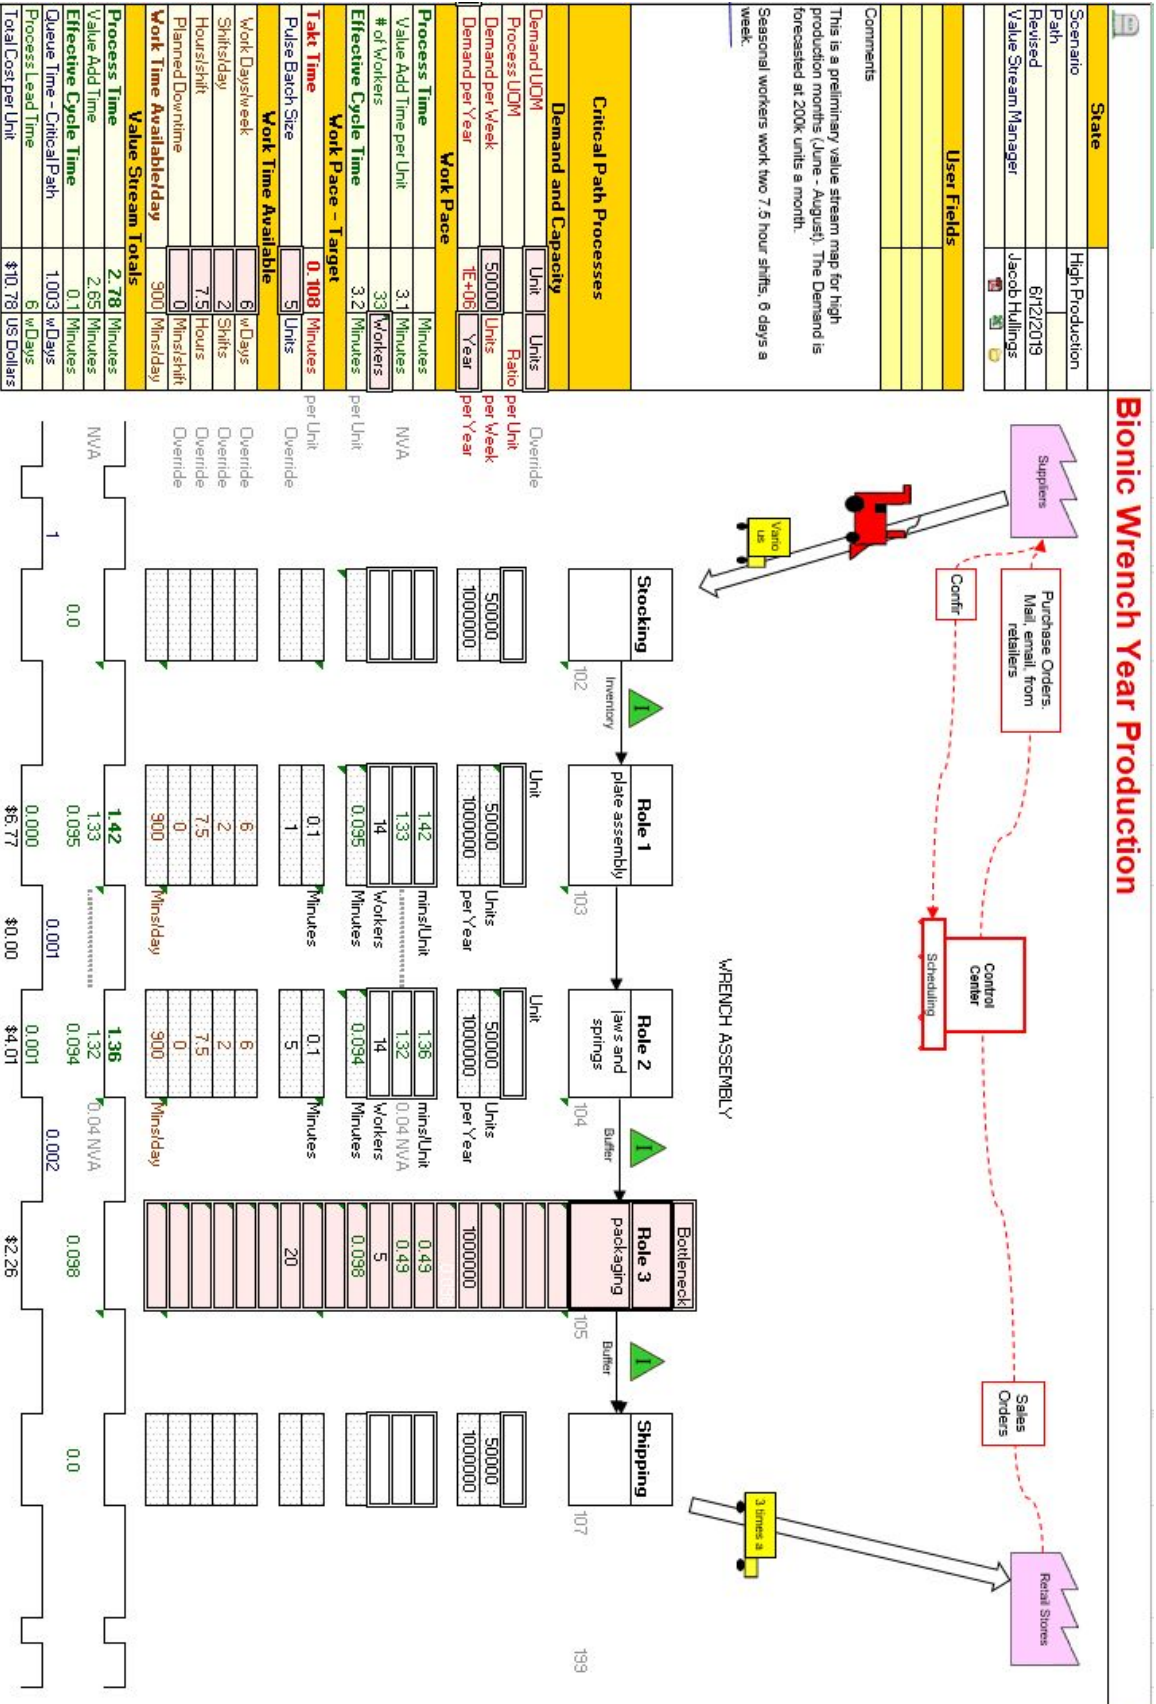 Bionic Wrench Year Production
State
Scenario High Production
Path
Revised 6/12/2019
Value Stream Manager Jacob Hullings
User Fields
Comments
This is a preliminary value stream map for high
production months (June - August). The Demand is
forecasted at 200k units a month.
Seasonal workers work two 7.5 hour shifts, 6 days a
week.
Suppliers
Purchase Orders.
Mail, email, from
retailers
Confir
Control
Center
Scheduling
Sales
Orders
Retail Stores
Vario
us
3 times a
WRENCH ASSEMBLY
Bottleneck
Critical Path Processes
Stocking
Inventory
Role 1
plate assembly
Role 2
jaws and
springs
Buffer
Role 3
packaging
Buffer
Shipping
102 103 104 105 107 199
Demand and Capacity
Demand UOM Unit Units Override Unit Unit
Process UOM Ratio per Unit
Demand per Week 50000 Units per Week 50000 50000 Units 50000 Units 50000
Demand per Year 1E+06 Year per Year 1000000 1000000 per Year 1000000 per Year 1000000 1000000
Work Pace
Process Time Minutes 1.42 mins/Unit 1.36 mins/Unit 0.49
Value Add Time per Unit 3.1 Minutes NVA 1.33 1.32 0.04 NVA 0.49
# of Workers 33 Workers 14 Workers 14 Workers 5
Effective Cycle Time 3.2 Minutes per Unit 0.095 Minutes 0.094 Minutes 0.098
Work Pace - Target
Takt Time 0.108 Minutes per Unit 0.1 Minutes 0.1 Minutes
Pulse Batch Size 5 Units Override 1 5 20
Work Time Available
Work Days/week 6 wDays Override 6 6
Shifts/day 2 Shifts Override 2 2
Hours/shift 7.5 Hours Override 7.5 7.5
Planned Downtime 0 Mins/shift Override 0 0
Work Time Available/day 900 Mins/day 900 Mins/day 900 Mins/day
Value Stream Totals
Process Time 2.78 Minutes 1.42 1.36
Value Add Time 2.65 Minutes NVA 1.33 1.32 0.04 NVA
Effective Cycle Time 0.1 Minutes 0.0 0.095 0.094 0.098 0.0
Queue Time - Critical Path 1.003 wDays 1 0.001 0.002
Process Lead Time 6 wDays 0.000 0.001
Total Cost per Unit $10.78 US Dollars $6.77 $0.00 $4.01 $2.26